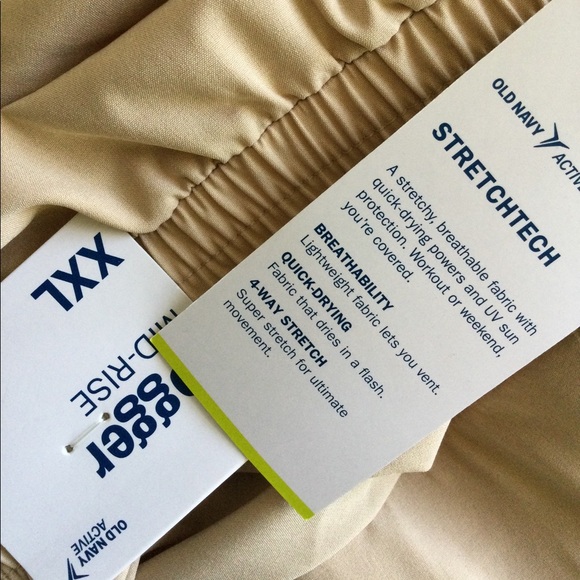 OLD NAVY ACTIVE
STRETCHTECH
A stretchy, breathable fabric with
quick-drying powers and UV sun
protection. Workout or weekend,
you're covered.
BREATHABILITY
Lightweight fabric lets you vent.
QUICK-DRYING
Fabric that dries in a flash.
4-WAY STRETCH
Super stretch for ultimate
movement.
XXL
MID-RISE
ogger
OLD NAVY
ACTIVE